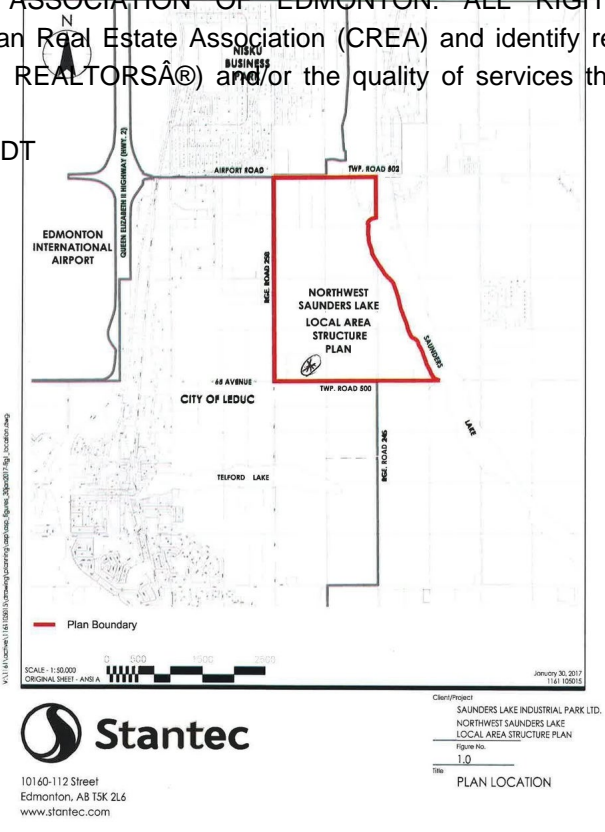 ASSOCIATION OF EDMONTON. ALL RIGHT
an Real Estate Association (CREA) and identify re
REALTORSÂ®) and/or the quality of services th
DT
N
NISKU
BUSINESS
PARK
AIRPORT ROAD
TWP. ROAD 502
QUEEN ELIZABETH II HIGHWAY (HWY. 2)
EDMONTON
INTERNATIONAL
AIRPORT
RGE. ROAD 250
NORTHWEST
SAUNDERS LAKE
LOCAL AREA
STRUCTURE
PLAN
SAUNDERS
LAKE
65 AVENUE
TWP. ROAD 500
CITY OF LEDUC
RGE. ROAD 245
TELFORD LAKE
Plan Boundary
0 500 1500 2500
SCALE - 1:50,000
ORIGINAL SHEET - ANSI A
January 30, 2017
1161 105015
Stantec
10160-112 Street
Edmonton, AB T5K 2L6
www.stantec.com
Client/Project
SAUNDERS LAKE INDUSTRIAL PARK LTD.
NORTHWEST SAUNDERS LAKE
LOCAL AREA STRUCTURE PLAN
Figure No.
1.0
Title
PLAN LOCATION